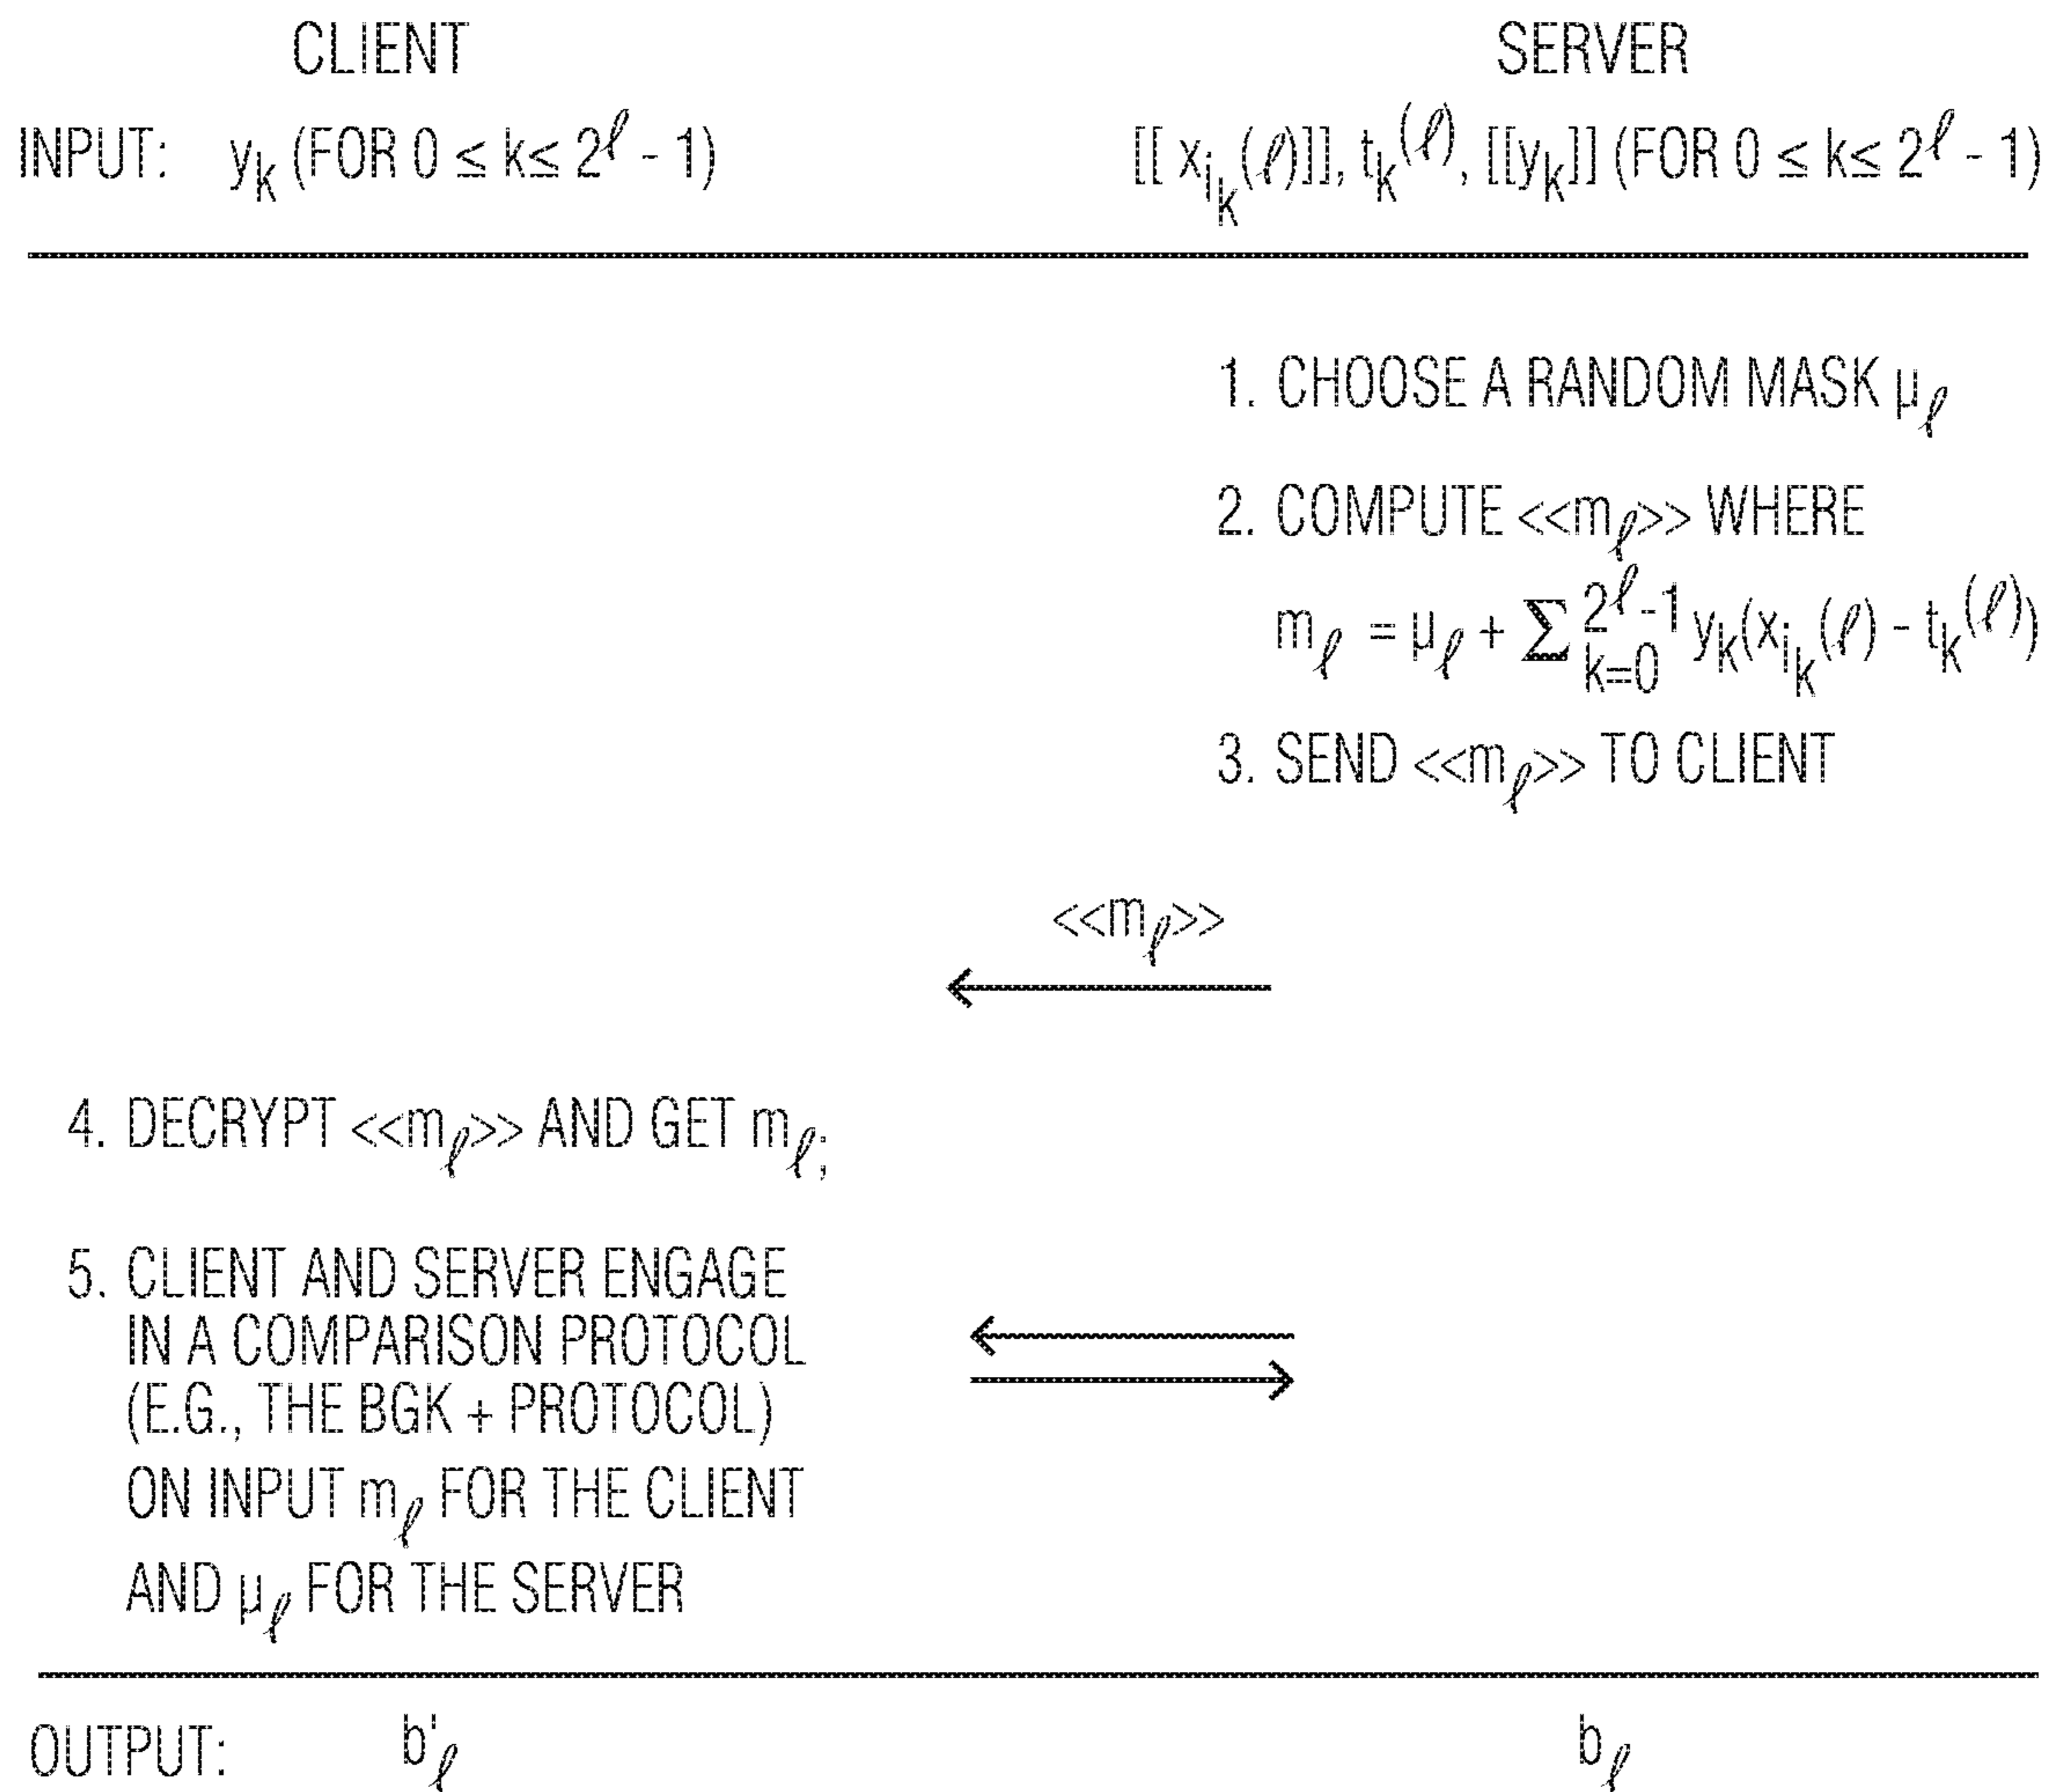 CLIENT
SERVER
INPUT: yₖ (FOR 0 ≤ k ≤ 2^ℓ - 1)
[[ x_{i_k}(ℓ)]], t_k^(ℓ), [[y_k]] (FOR 0 ≤ k ≤ 2^ℓ - 1)
1. CHOOSE A RANDOM MASK μ_ℓ
2. COMPUTE <<m_ℓ>> WHERE
m_ℓ = μ_ℓ + ∑_{k=0}^{2^ℓ-1} y_k(x_{i_k}(ℓ) - t_k^(ℓ))
3. SEND <<m_ℓ>> TO CLIENT
<<m_ℓ>>
4. DECRYPT <<m_ℓ>> AND GET m_ℓ;
5. CLIENT AND SERVER ENGAGE
IN A COMPARISON PROTOCOL
(E.G., THE BGK + PROTOCOL)
ON INPUT m_ℓ FOR THE CLIENT
AND μ_ℓ FOR THE SERVER
OUTPUT: b'_ℓ
b_ℓ